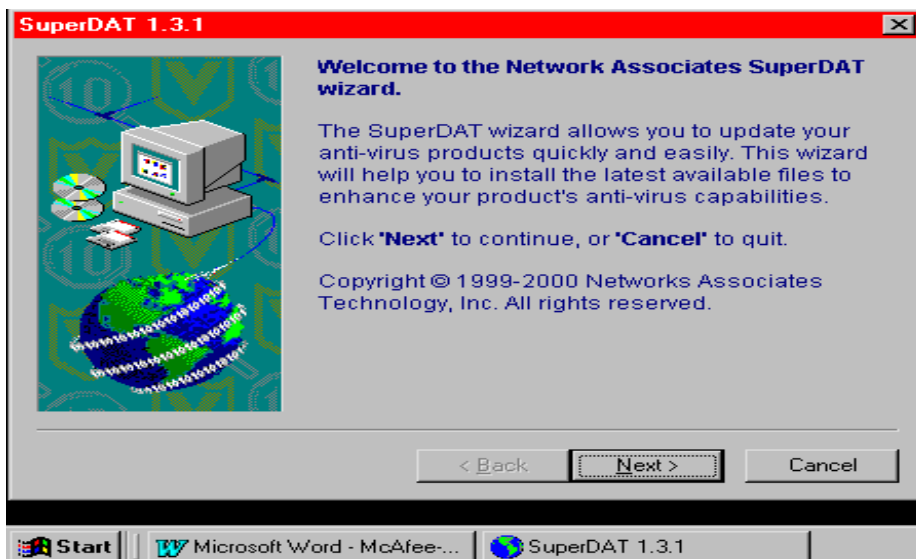 SuperDAT 1.3.1
Welcome to the Network Associates SuperDAT
wizard.
The SuperDAT wizard allows you to update your
anti-virus products quickly and easily. This wizard
will help you to install the latest available files to
enhance your product's anti-virus capabilities.
Click 'Next' to continue, or 'Cancel' to quit.
Copyright © 1999-2000 Networks Associates
Technology, Inc. All rights reserved.
< Back
Next >
Cancel
Start
Microsoft Word - McAfee-...
SuperDAT 1.3.1